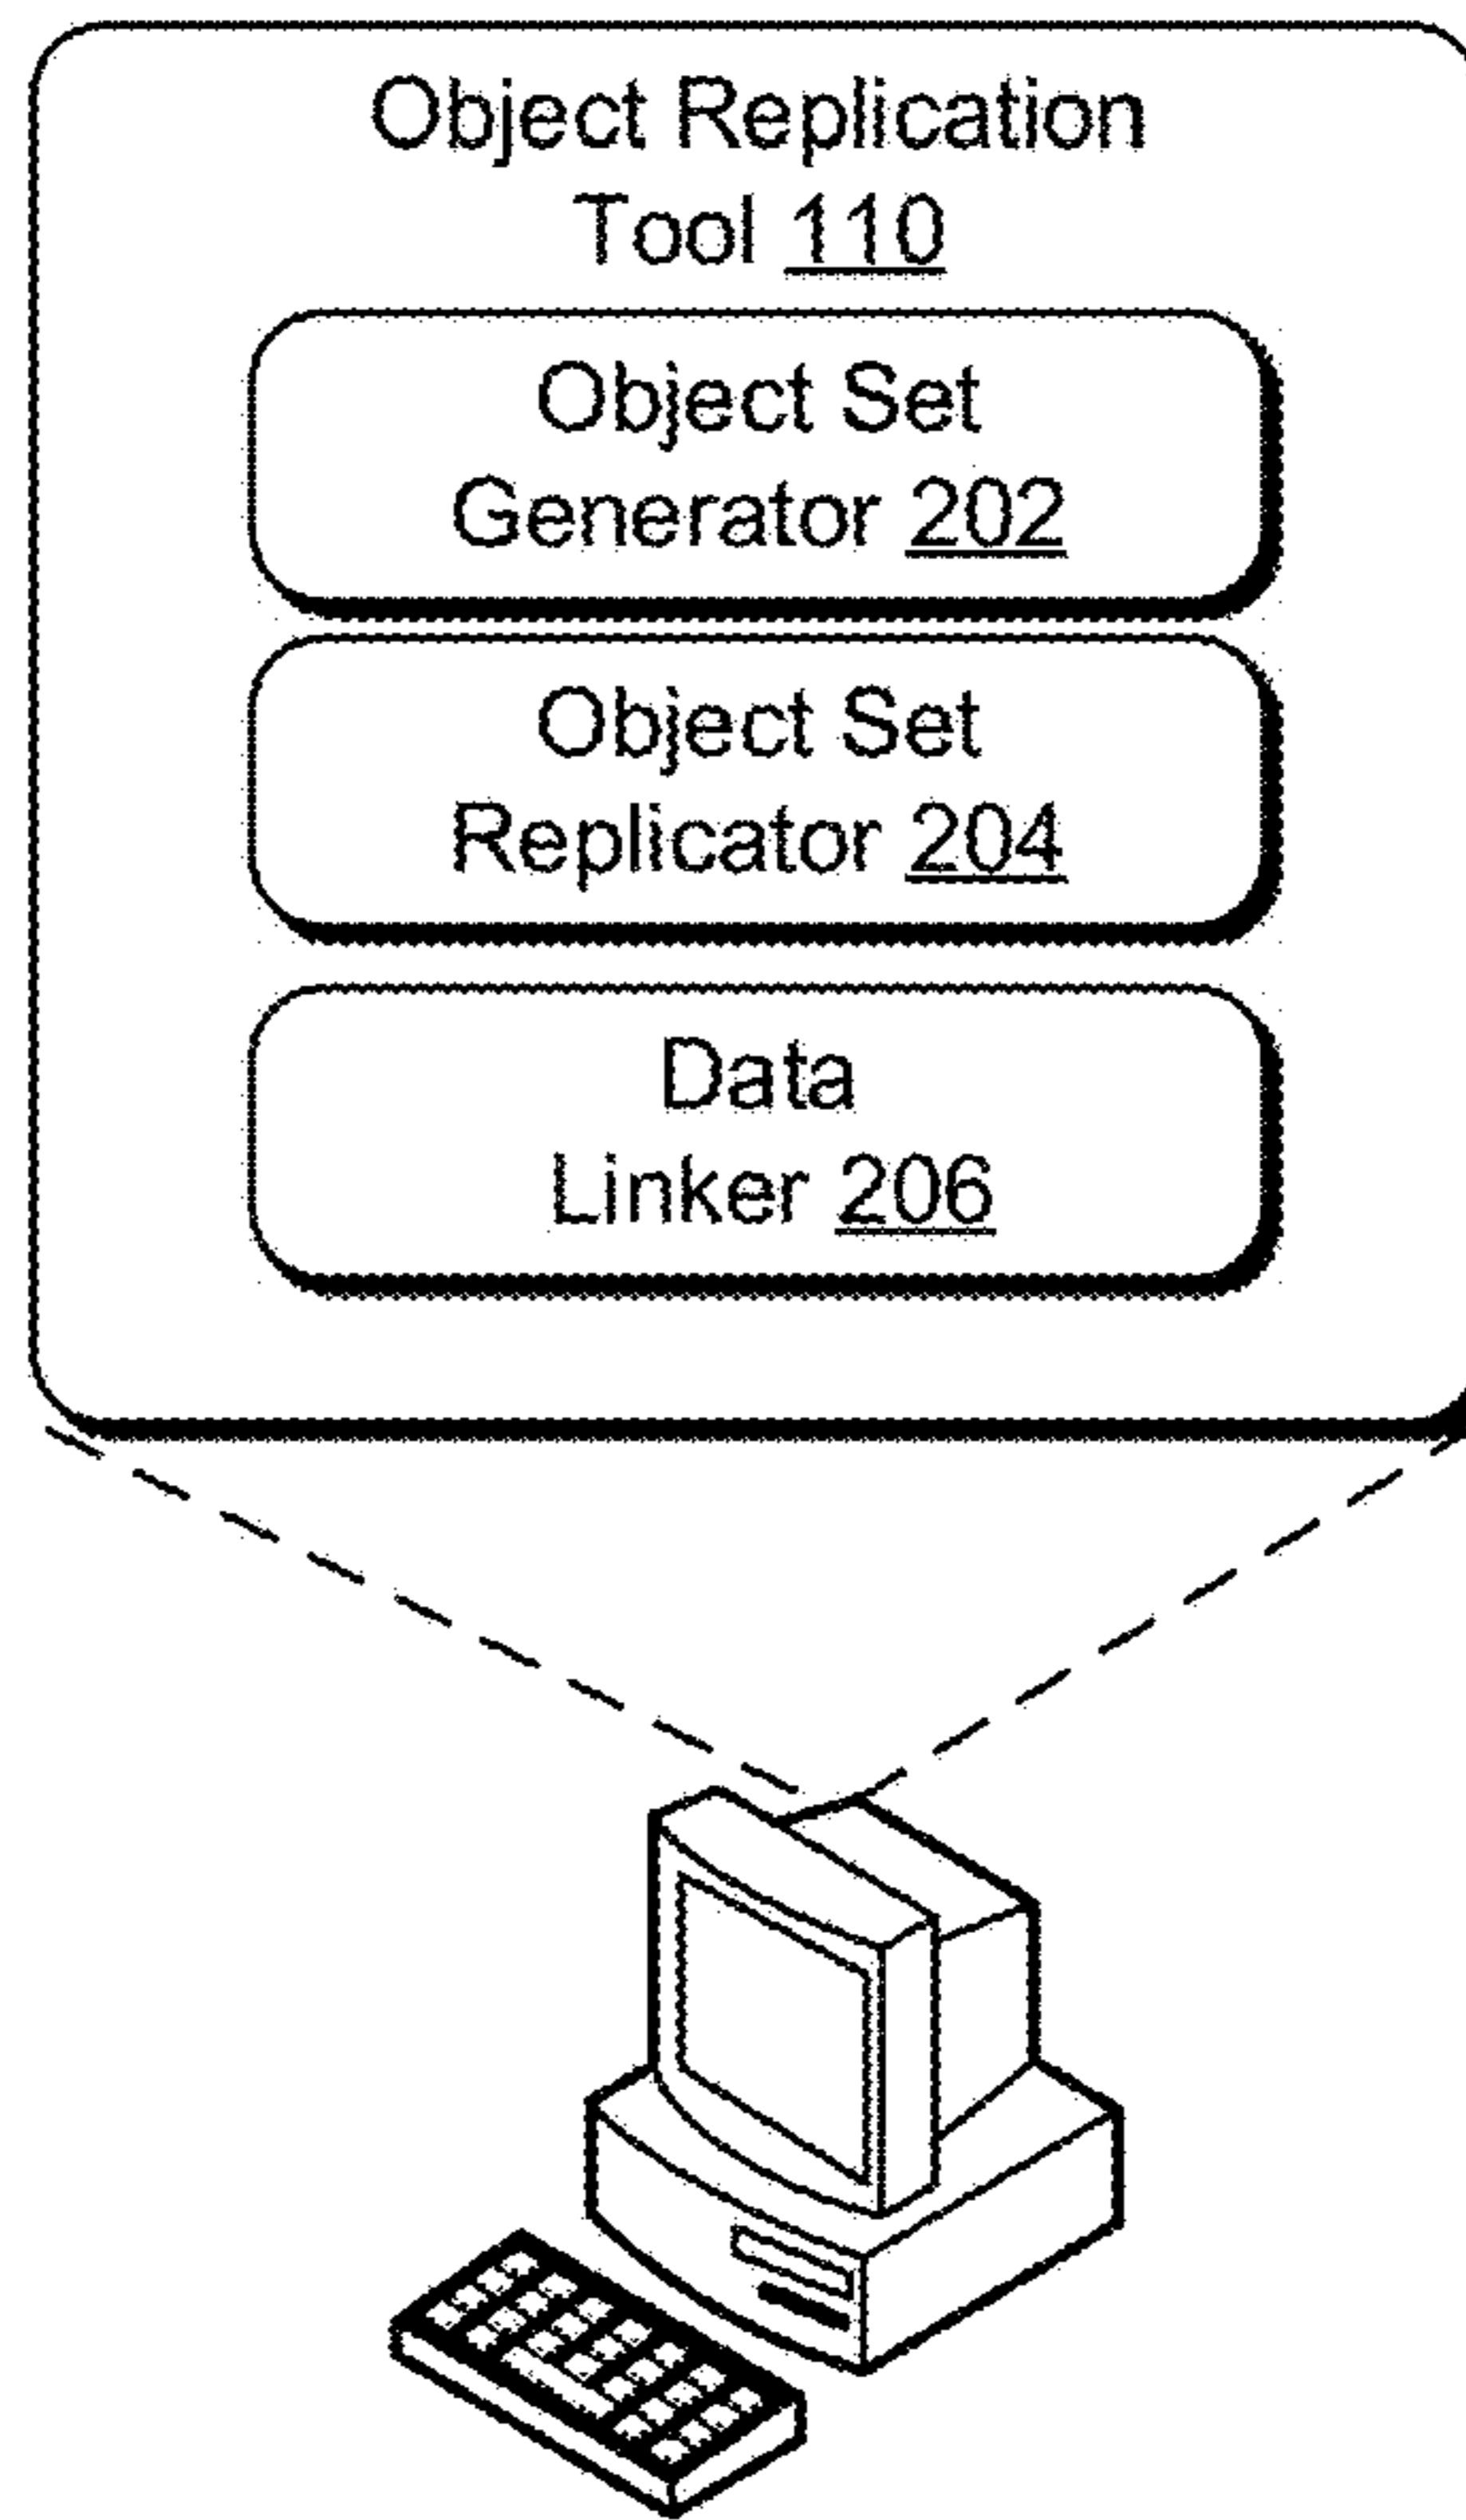 Object Replication
Tool 110
Object Set
Generator 202
Object Set
Replicator 204
Data
Linker 206